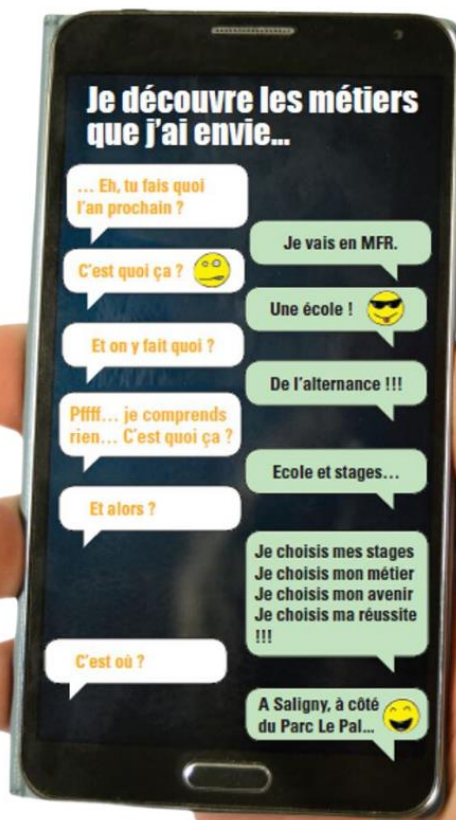 Je découvre les métiers
que j'ai envie...
... Eh, tu fais quoi
l'an prochain ?
Je vais en MFR.
C'est quoi ça ?
Une école !
Et on y fait quoi ?
De l'alternance !!!
Pffff... je comprends
rien... C'est quoi ça ?
Ecole et stages...
Et alors ?
Je choisis mes stages
Je choisis mon métier
Je choisis mon avenir
Je choisis ma réussite
!!!
C'est où ?
A Saligny, à côté
du Parc Le Pal...